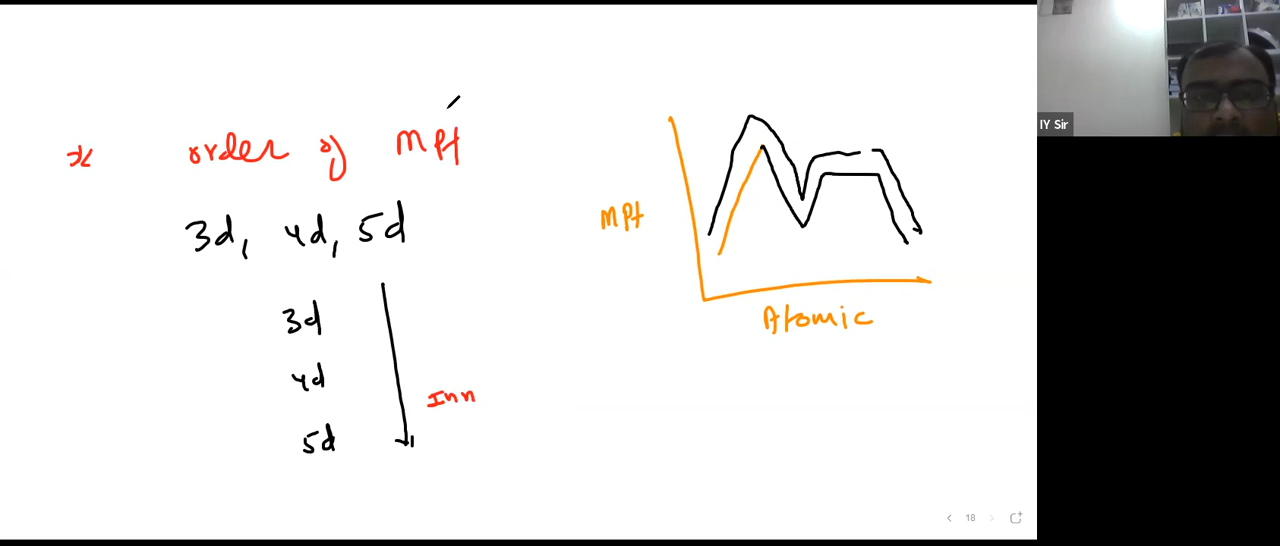 * order of MPt
3d, 4d, 5d
3d
4d
5d
Inn
MPt
Atomic
IY Sir
18